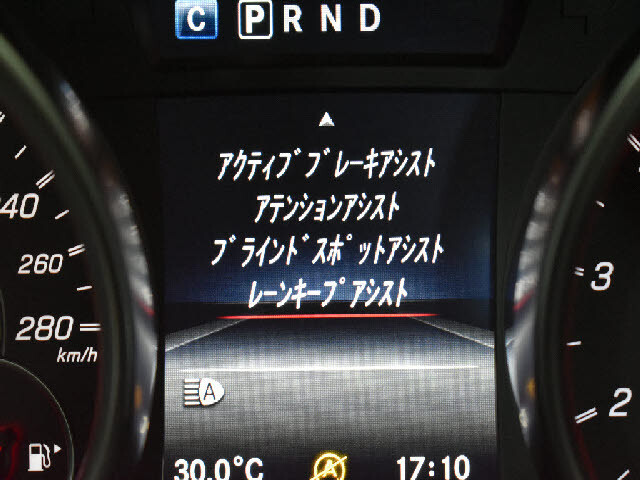 C P R N D
アクティブブレーキアシスト
アテンションアシスト
ブラインドスポットアシスト
レーンキープアシスト
240
260
280
km/h
3
2
A
30.0°C A 17:10